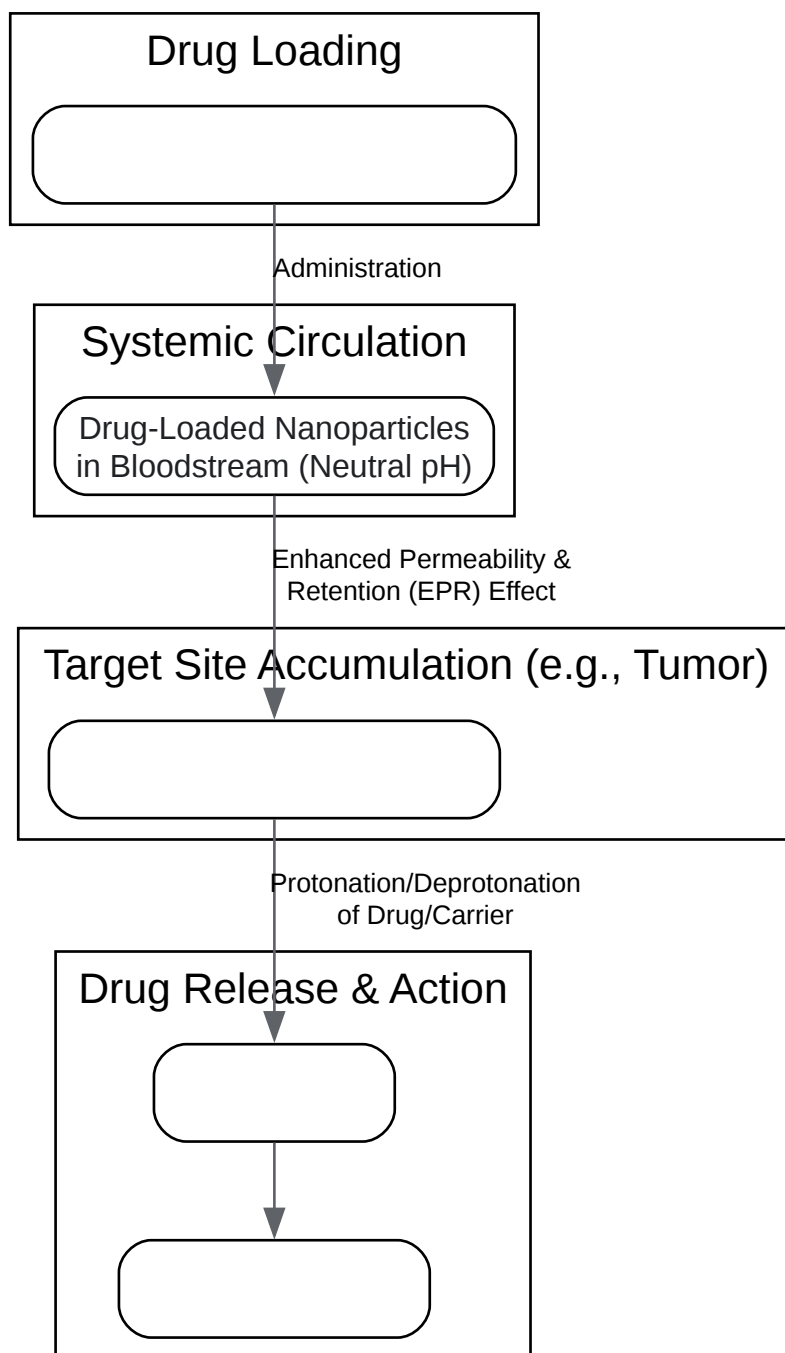 Drug Loading
Administration
Systemic Circulation
Drug-Loaded Nanoparticles
in Bloodstream (Neutral pH)
Enhanced Permeability &
Retention (EPR) Effect
Target Site Accumulation (e.g., Tumor)
Protonation/Deprotonation
of Drug/Carrier
Drug Release & Action